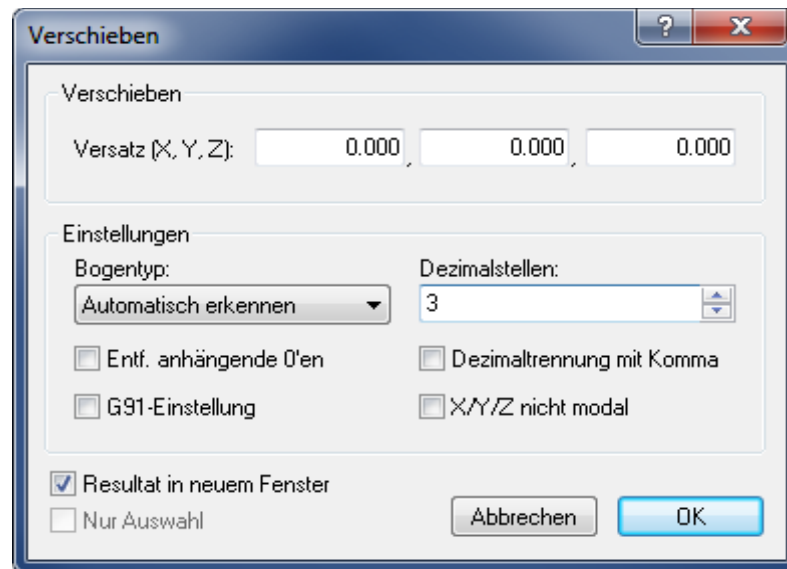 Verschieben
Verschieben
Versatz (X, Y, Z): 0.000 , 0.000 , 0.000
Einstellungen
Bogentyp: Dezimalstellen:
Automatisch erkennen 3
Entf. anhängende 0'en Dezimaltrennung mit Komma
G91-Einstellung X/Y/Z nicht modal
Resultat in neuem Fenster
Nur Auswahl Abbrechen OK